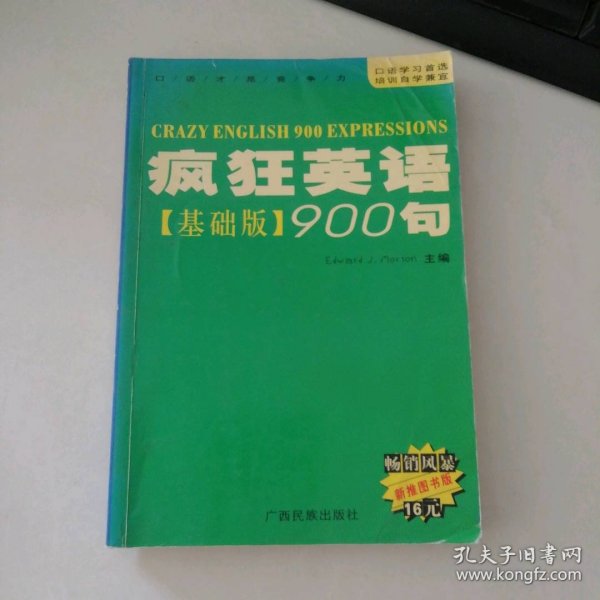 口/语/才/是/竞/争/力
口语学习首选
培训自学兼宜
CRAZY ENGLISH 900 EXPRESSIONS
疯狂英语
【基础版】900句
Edward J. Morton 主编
畅销风暴
新推图书版
16元
广西民族出版社
孔夫子旧书网
www.kongfz.com